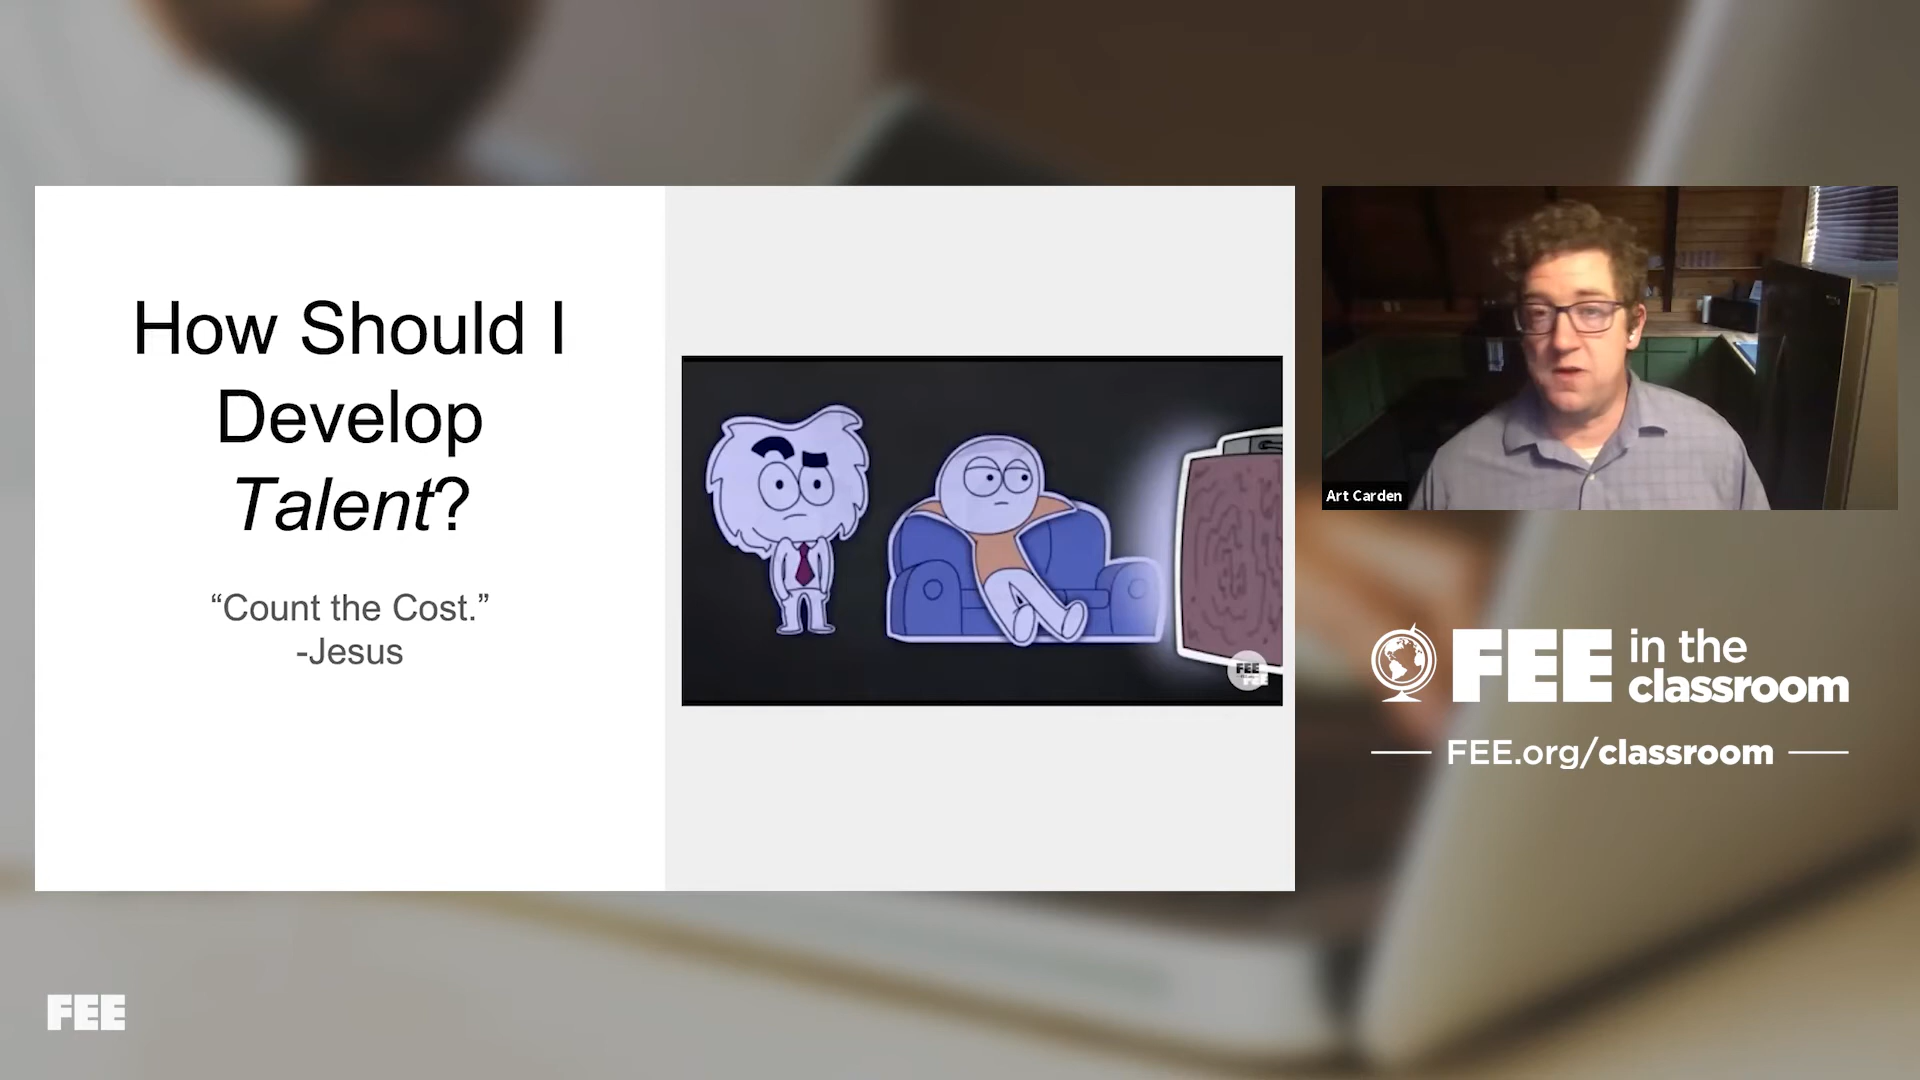 How Should I
Develop
Talent?
“Count the Cost.”
-Jesus
FEE
Art Carden
FEE in the
classroom
FEE.org/classroom
FEE